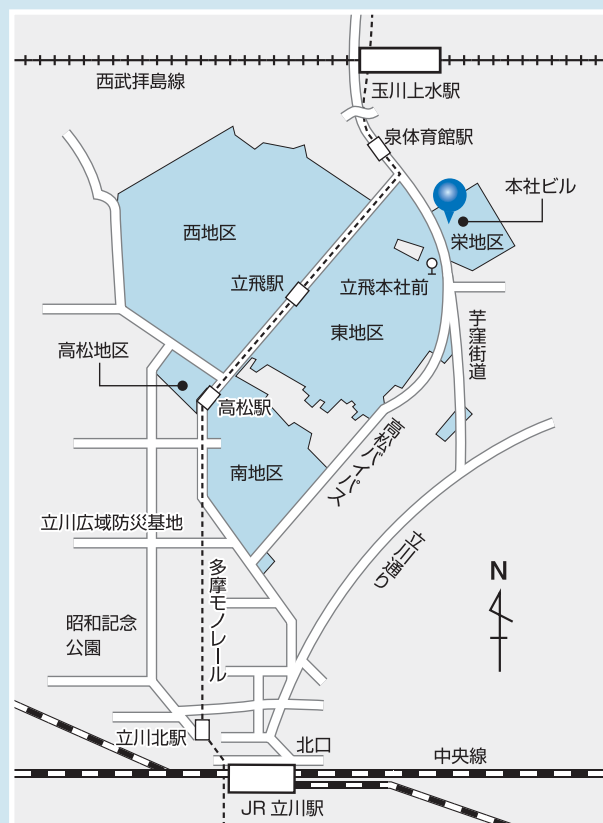 西武拝島線
玉川上水駅
泉体育館駅
本社ビル
西地区
栄地区
立飛駅
立飛本社前
東地区
芋窪街道
高松地区
高松駅
高松バイパス
南地区
立川広域防災基地
立川通り
多摩モノレール
N
昭和記念
公園
立川北駅
北口
中央線
JR 立川駅